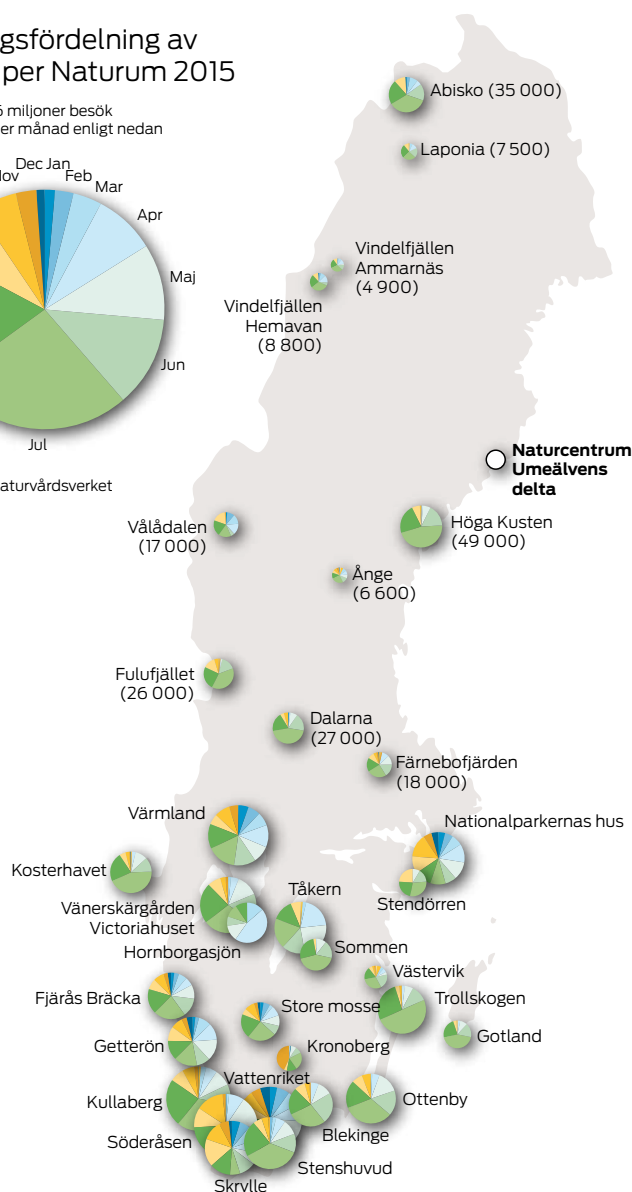 gsfördelning av
per Naturum 2015
miljoner besök
er månad enligt nedan
Dec Jan
Feb
Mar
Apr
Maj
Jun
Jul
aturvårdsverket
Abisko (35 000)
Laponia (7 500)
Vindelfjällen
Ammarnäs
(4 900)
Vindelfjällen
Hemavan
(8 800)
Naturcentrum
Umeälvens
delta
Vålådalen
(17 000)
Höga Kusten
(49 000)
Ånge
(6 600)
Fulufjället
(26 000)
Dalarna
(27 000)
Färnebofjärden
(18 000)
Värmland
Nationalparkernas hus
Kosterhavet
Stendörren
Vänerskärgården
Victoriahuset
Tåkern
Hornborgasjön
Sommen
Västervik
Fjärås Bräcka
Store mosse
Trollskogen
Gotland
Getterön
Kronoberg
Vattenriket
Kullaberg
Ottenby
Söderåsen
Blekinge
Stenshuvud
Skrylle